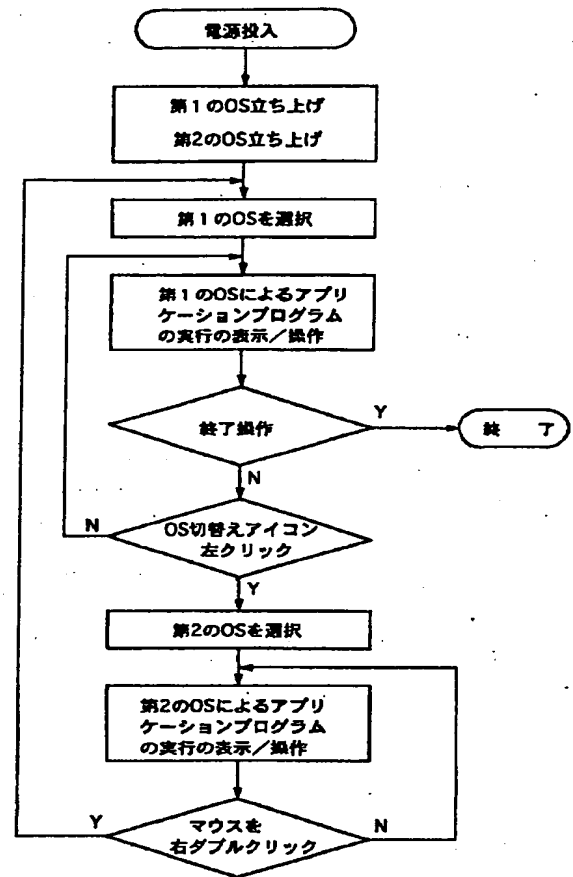 電源投入
第1のOS立ち上げ
第2のOS立ち上げ
第1のOSを選択
第1のOSによるアプリ
ケーションプログラム
の実行の表示／操作
終了操作
Y
終 了
N
OS切替えアイコン
左クリック
N
Y
第2のOSを選択
第2のOSによるアプリ
ケーションプログラム
の実行の表示／操作
マウスを
右ダブルクリック
Y
N